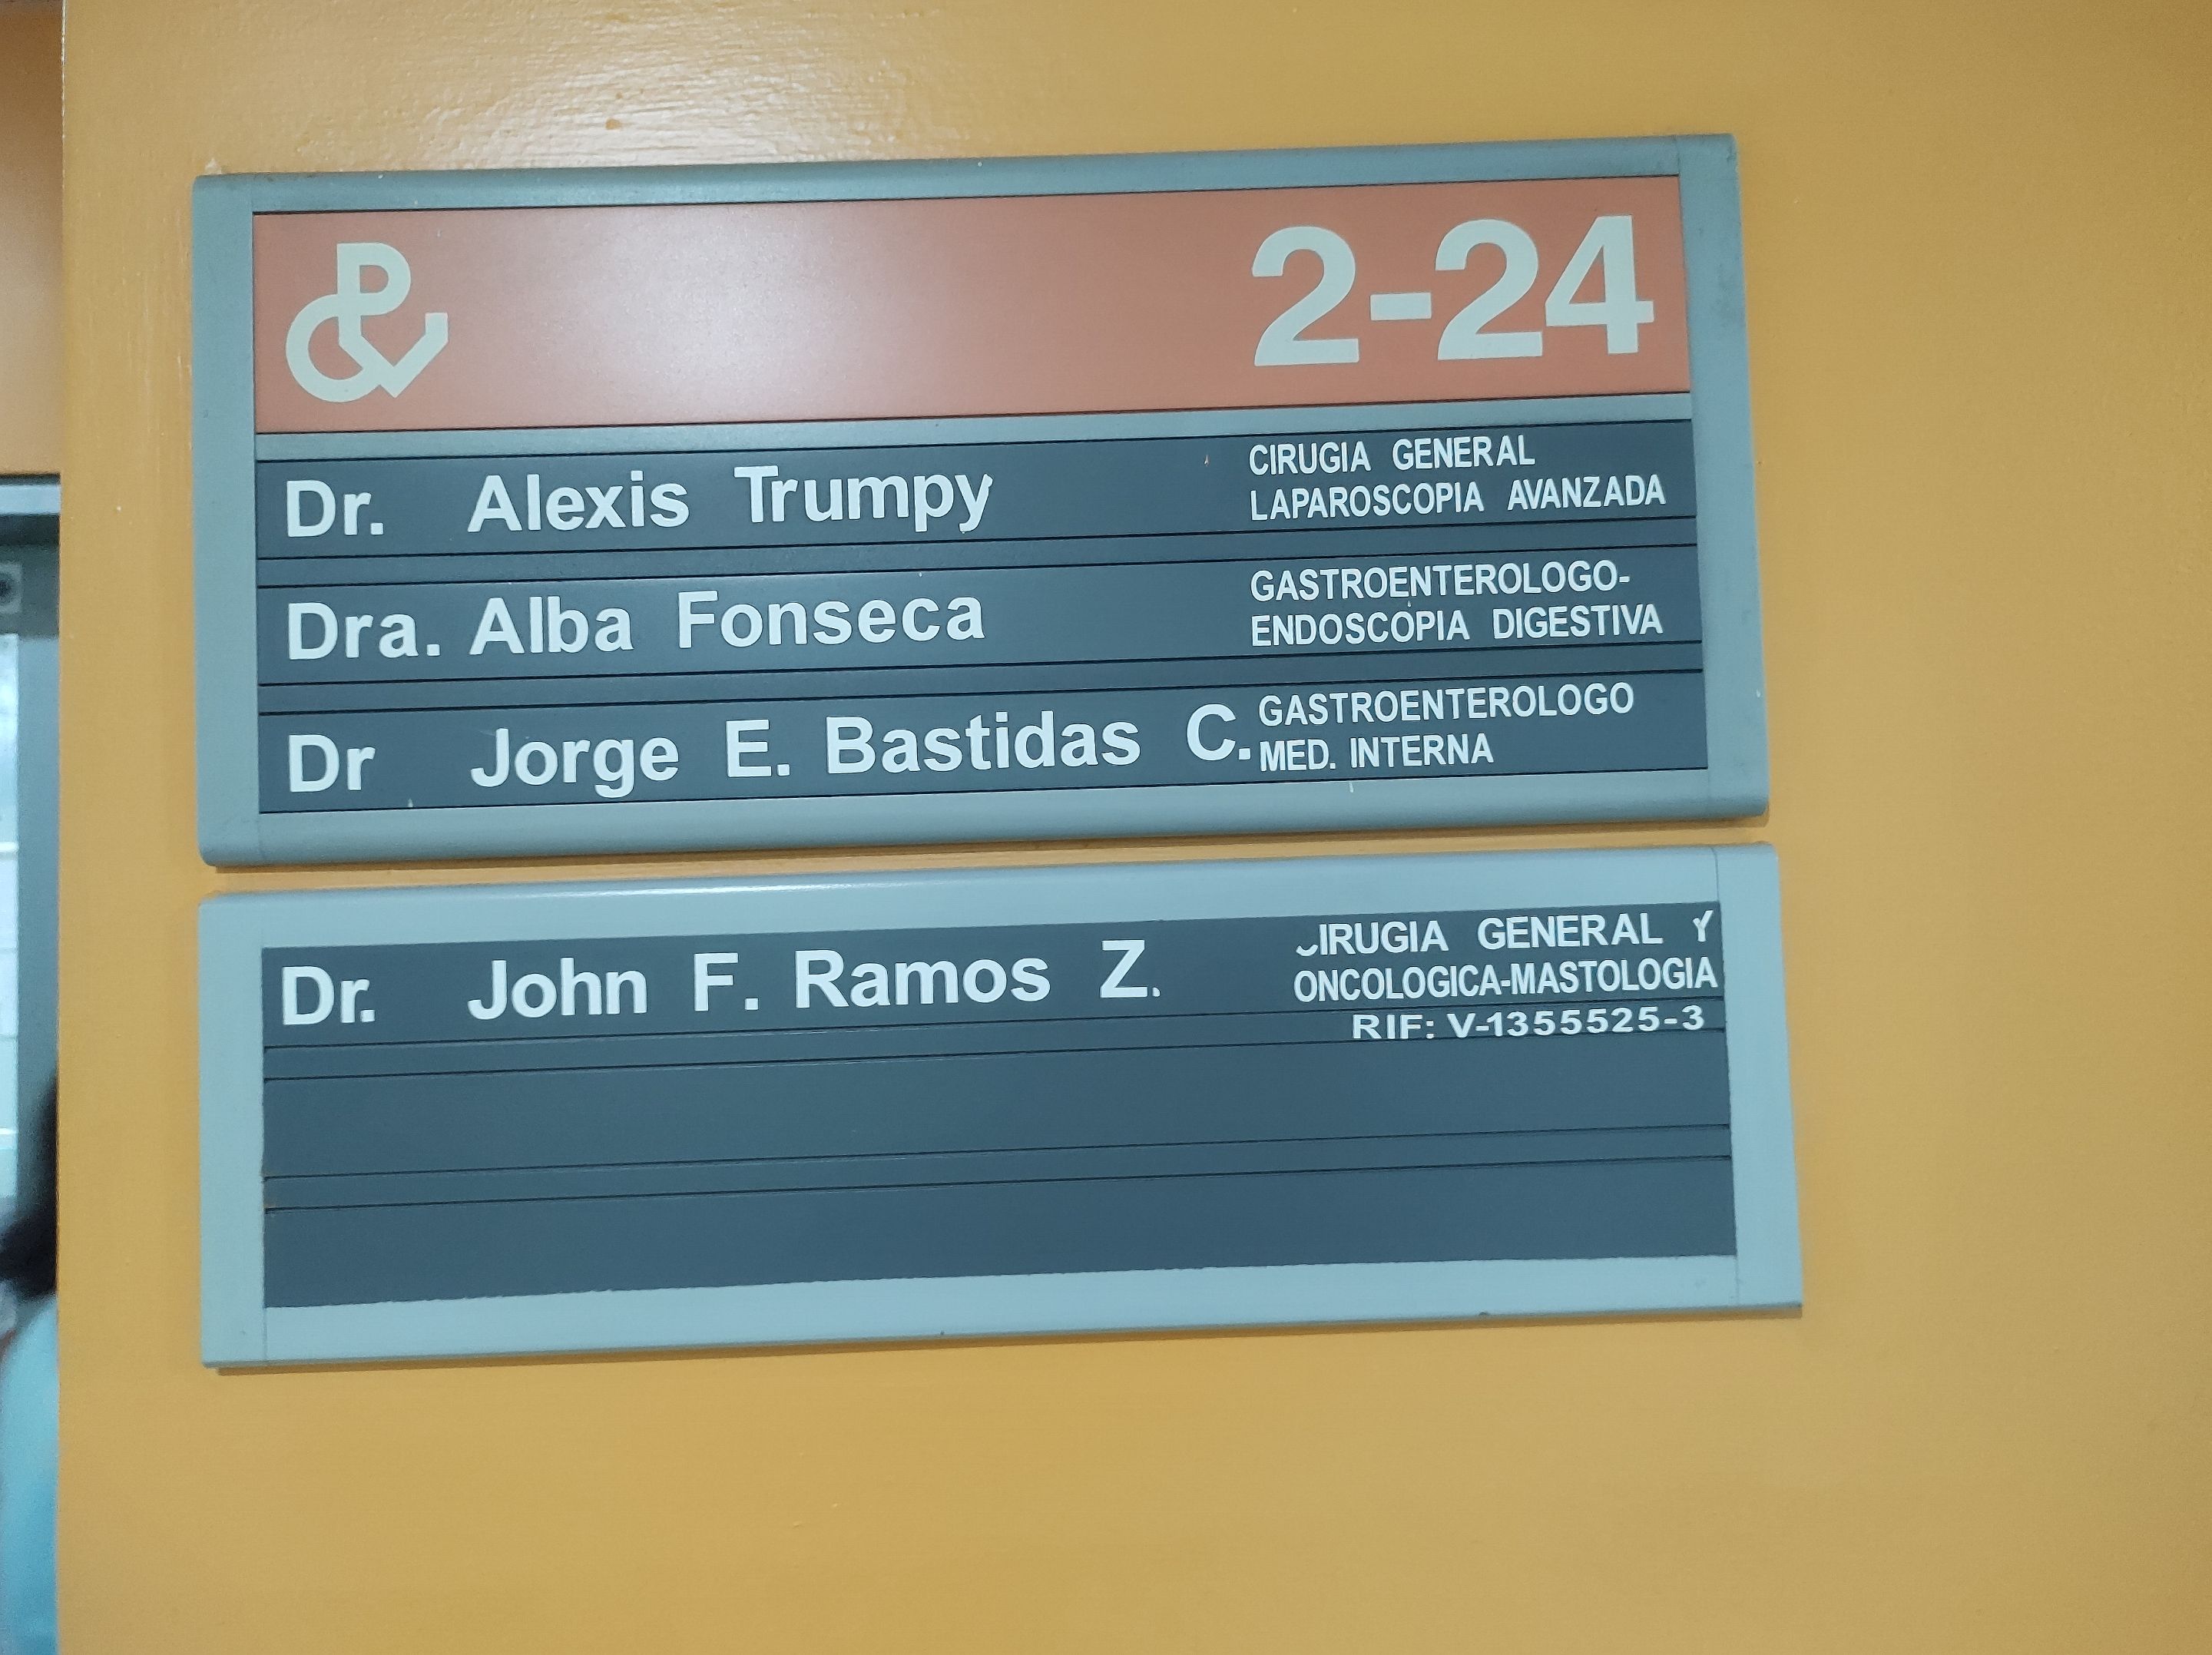 2-24
Dr. Alexis Trumpy
CIRUGIA GENERAL
LAPAROSCOPIA AVANZADA
Dra. Alba Fonseca
GASTROENTEROLOGO-
ENDOSCOPIA DIGESTIVA
Dr Jorge E. Bastidas C.
GASTROENTEROLOGO
MED. INTERNA
Dr. John F. Ramos Z.
CIRUGIA GENERAL Y
ONCOLOGICA-MASTOLOGIA
RIF: V-1355525-3